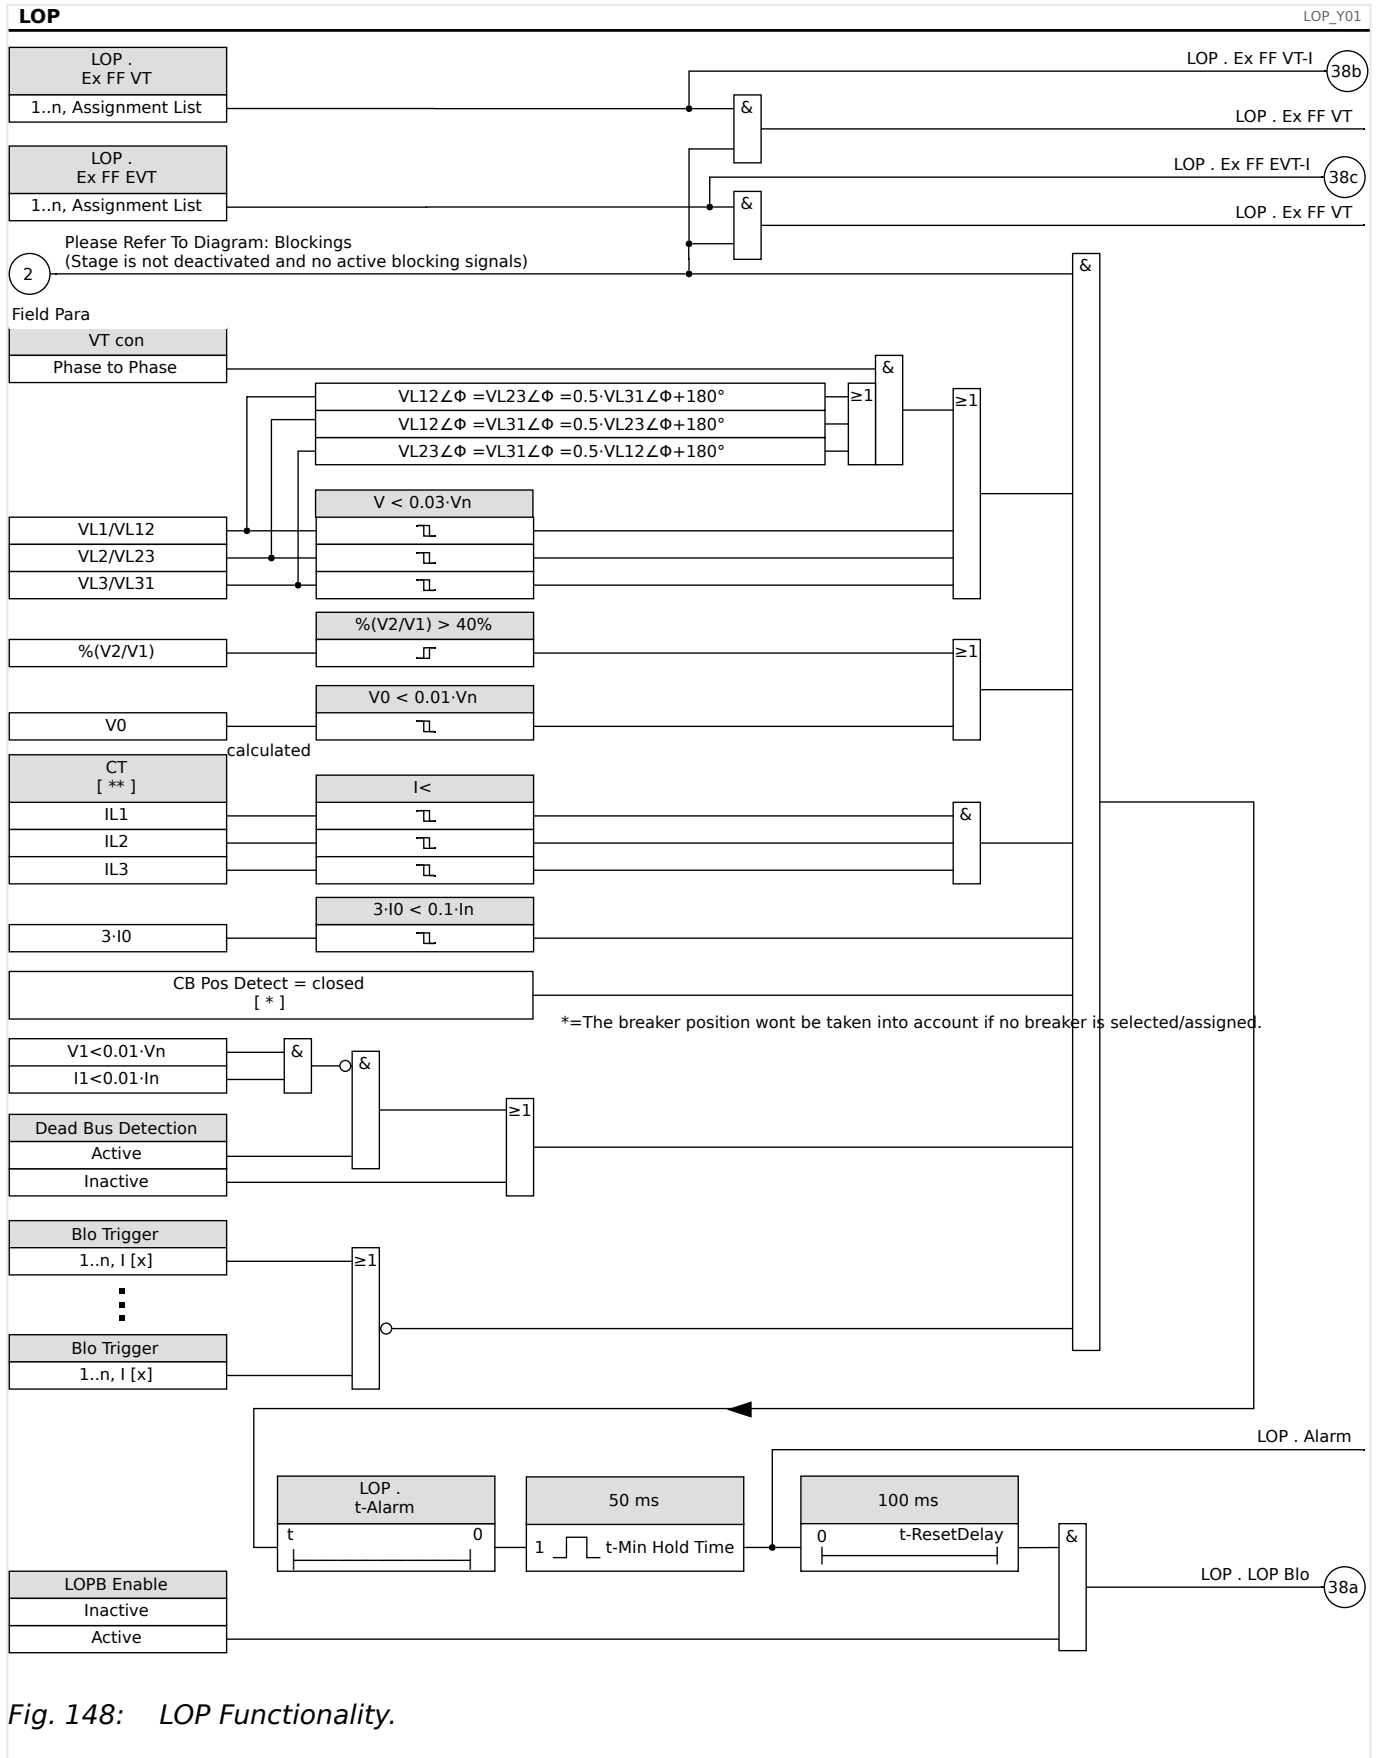 LOP
LOP_Y01
LOP .
Ex FF VT
1..n, Assignment List
LOP . Ex FF VT-I
38b
&
LOP . Ex FF VT
LOP .
Ex FF EVT
1..n, Assignment List
LOP . Ex FF EVT-I
38c
&
LOP . Ex FF VT
Please Refer To Diagram: Blockings
(Stage is not deactivated and no active blocking signals)
2
&
Field Para
VT con
Phase to Phase
&
VL12∠Φ =VL23∠Φ =0.5·VL31∠Φ+180°
VL12∠Φ =VL31∠Φ =0.5·VL23∠Φ+180°
VL23∠Φ =VL31∠Φ =0.5·VL12∠Φ+180°
≥1
≥1
V < 0.03·Vn
VL1/VL12
VL2/VL23
VL3/VL31
%(V2/V1) > 40%
%(V2/V1)
≥1
V0 < 0.01·Vn
V0
calculated
CT
[ ** ]
I<
IL1
IL2
IL3
&
3·I0 < 0.1·In
3·I0
CB Pos Detect = closed
[ * ]
*=The breaker position wont be taken into account if no breaker is selected/assigned.
V1<0.01·Vn
I1<0.01·In
&
&
≥1
Dead Bus Detection
Active
Inactive
Blo Trigger
1..n, I [x]
≥1
Blo Trigger
1..n, I [x]
LOP . Alarm
LOP .
t-Alarm
t 0
50 ms
1 t-Min Hold Time
100 ms
0 t-ResetDelay
&
LOPB Enable
Inactive
Active
LOP . LOP Blo
38a
Fig. 148: LOP Functionality.